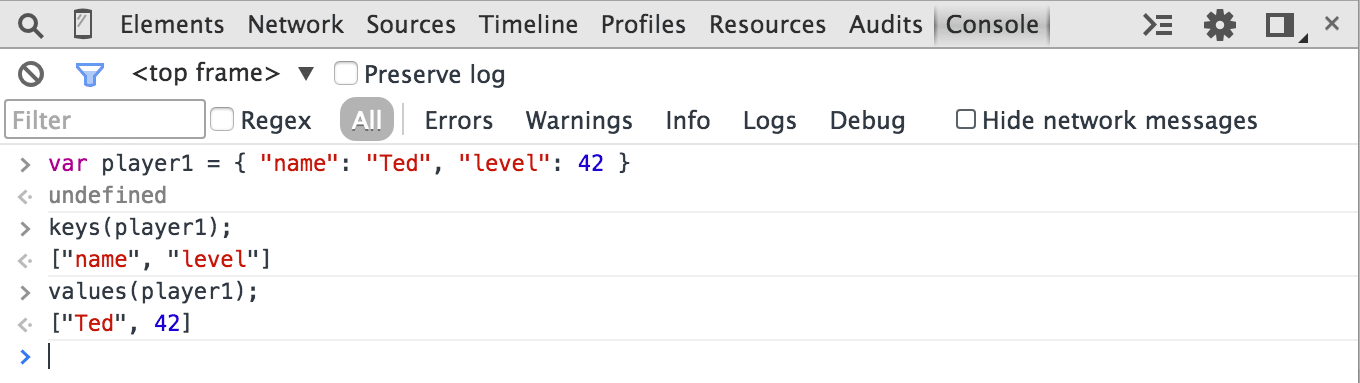 Elements Network Sources Timeline Profiles Resources Audits Console
<top frame> ▼ Preserve log
Filter Regex All Errors Warnings Info Logs Debug Hide network messages
> var player1 = { "name": "Ted", "level": 42 }
undefined
> keys(player1);
["name", "level"]
> values(player1);
["Ted", 42]
>